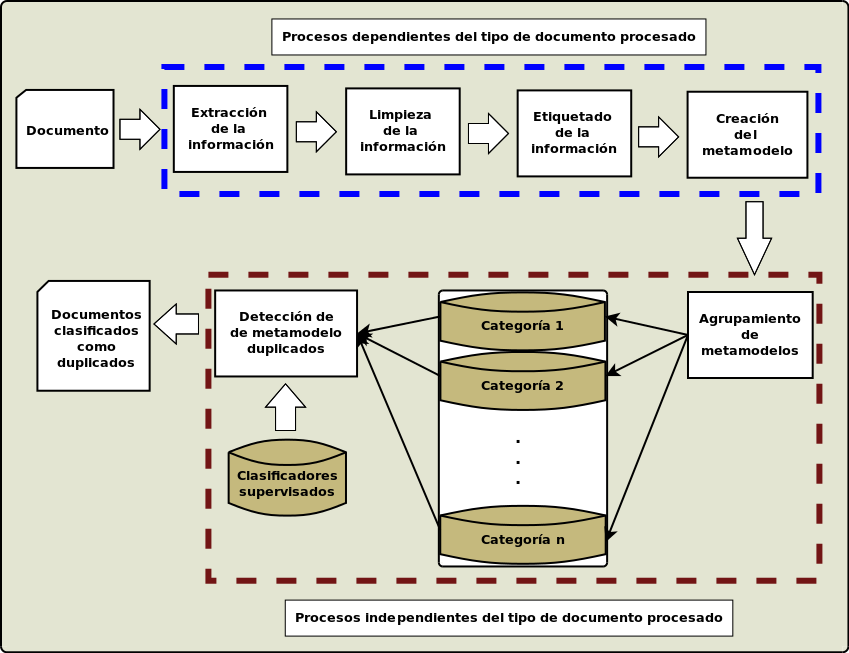 Procesos dependientes del tipo de documento procesado
Documento
Extracción
de la
información
Limpieza
de la
información
Etiquetado
de la
información
Creación
del
metamodelo
Documentos
clasificados
como
duplicados
Detección de
de metamodelo
duplicados
Clasificadores
supervisados
Categoría 1
Categoría 2
.
.
.
Categoría n
Agrupamiento
de
metamodelos
Procesos independientes del tipo de documento procesado